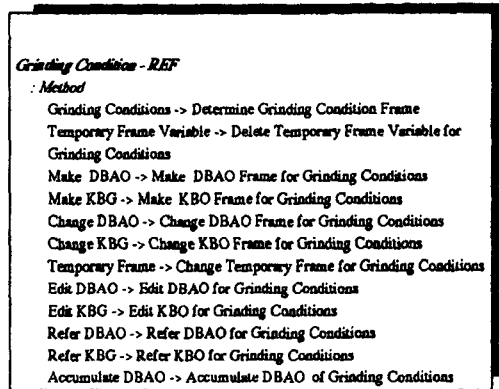 Grinding Condition - REF
: Method
Grinding Conditions -> Determine Grinding Condition Frame
Temporary Frame Variable -> Delete Temporary Frame Variable for
Grinding Conditions
Make DBAO -> Make DBAO Frame for Grinding Conditions
Make KBG -> Make KBO Frame for Grinding Conditions
Change DBAO -> Change DBAO Frame for Grinding Conditions
Change KBG -> Change KBO Frame for Grinding Conditions
Temporary Frame -> Change Temporary Frame for Grinding Conditions
Edit DBAO -> Edit DBAO for Grinding Conditions
Edit KBG -> Edit KBO for Grinding Conditions
Refer DBAO -> Refer DBAO for Grinding Conditions
Refer KBG -> Refer KBO for Grinding Conditions
Accumulate DBAO -> Accumulate DBAO of Grinding Conditions